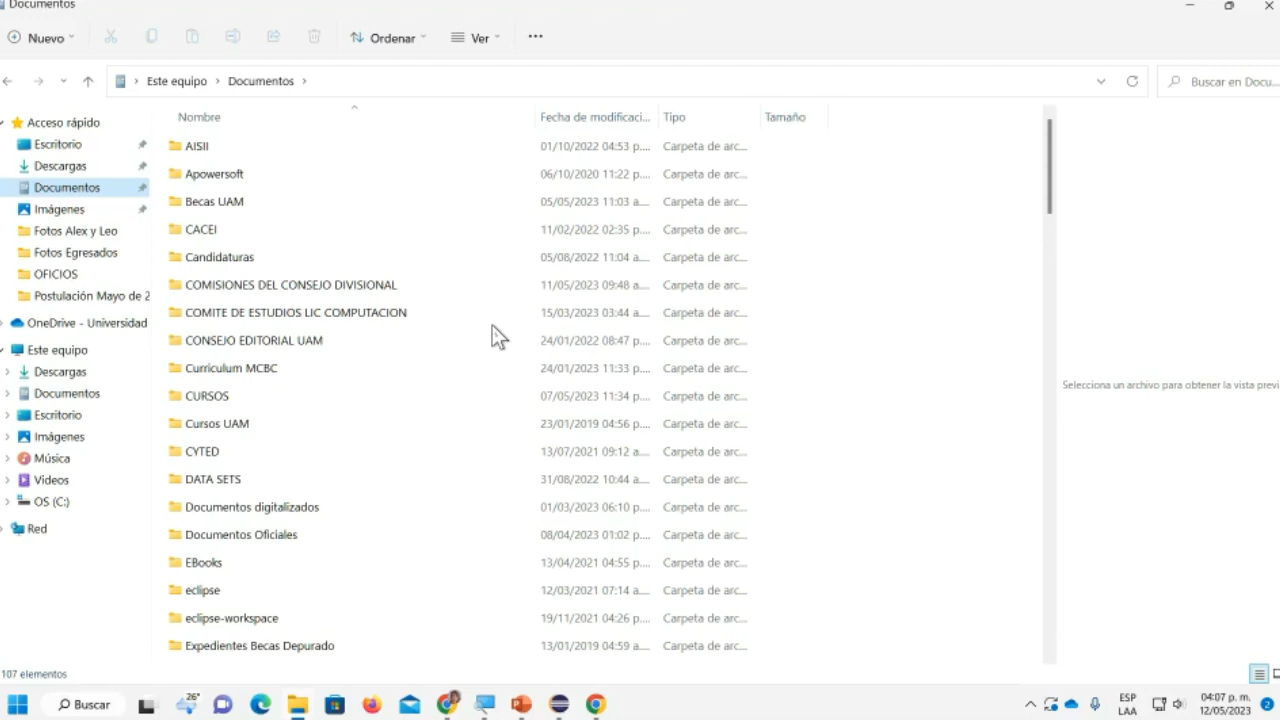 Documentos
Nuevo
Ordenar
Ver
Este equipo
Documentos
Buscar en Docu...
Acceso rápido
Escritorio
Descargas
Documentos
Imágenes
Fotos Alex y Leo
Fotos Egresados
OFICIOS
Postulación Mayo de 2
OneDrive - Universidad
Este equipo
Descargas
Documentos
Escritorio
Imágenes
Música
Videos
OS (C:)
Red
Nombre Fecha de modificaci... Tipo Tamaño
AISII 01/10/2022 04:53 p.... Carpeta de arc...
Apowersoft 06/10/2020 11:22 p.... Carpeta de arc...
Becas UAM 05/05/2023 11:03 a.... Carpeta de arc...
CACEI 11/02/2022 02:35 p.... Carpeta de arc...
Candidaturas 05/08/2022 11:04 a.... Carpeta de arc...
COMISIONES DEL CONSEJO DIVISIONAL 11/05/2023 09:48 a.... Carpeta de arc...
COMITE DE ESTUDIOS LIC COMPUTACION 15/03/2023 03:44 a.... Carpeta de arc...
CONSEJO EDITORIAL UAM 24/01/2022 08:47 p.... Carpeta de arc...
Curriculum MCBC 24/01/2023 11:33 p.... Carpeta de arc...
CURSOS 07/05/2023 11:34 p.... Carpeta de arc...
Cursos UAM 23/01/2019 04:56 p.... Carpeta de arc...
CYTED 13/07/2021 09:12 a.... Carpeta de arc...
DATA SETS 31/08/2022 10:44 a.... Carpeta de arc...
Documentos digitalizados 01/03/2023 06:10 p.... Carpeta de arc...
Documentos Oficiales 08/04/2023 01:02 p.... Carpeta de arc...
EBooks 13/04/2021 04:55 p.... Carpeta de arc...
eclipse 12/03/2021 07:14 a.... Carpeta de arc...
eclipse-workspace 19/11/2021 04:26 p.... Carpeta de arc...
Expedientes Becas Depurado 13/01/2019 04:59 a.... Carpeta de arc...
Selecciona un archivo para obtener la vista previ
107 elementos
Buscar
26°
ESP
LAA
04:07 p. m.
12/05/2023
2